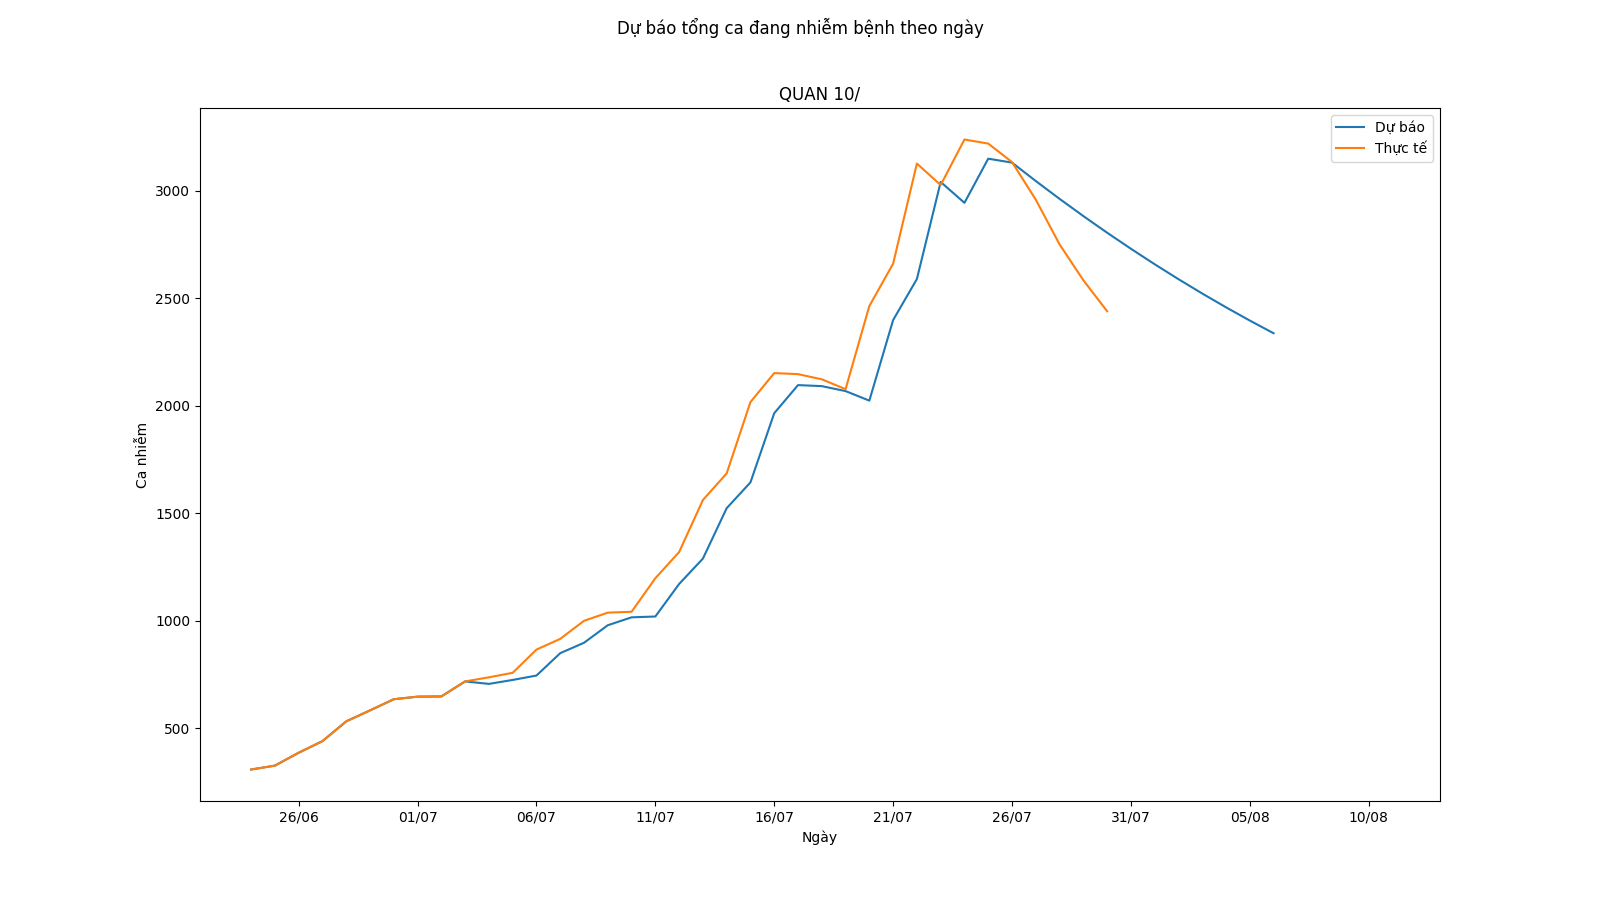 Dự báo tổng ca đang nhiễm bệnh theo ngày
QUAN 10/
Dự báo
Thực tế
3000
2500
2000
1500
1000
500
Ca nhiễm
26/06 01/07 06/07 11/07 16/07 21/07 26/07 31/07 05/08 10/08
Ngày